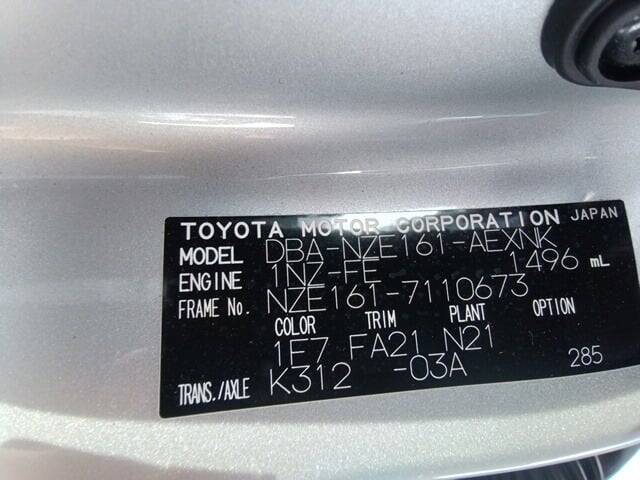 TOYOTA MOTOR CORPORATION JAPAN
MODEL DBA-NZE161-AEXNK
ENGINE 1NZ-FE 1496 mL
FRAME No. NZE161-7110673
COLOR TRIM PLANT OPTION
1E7 FA21 N21
TRANS./AXLE K312 -03A 285